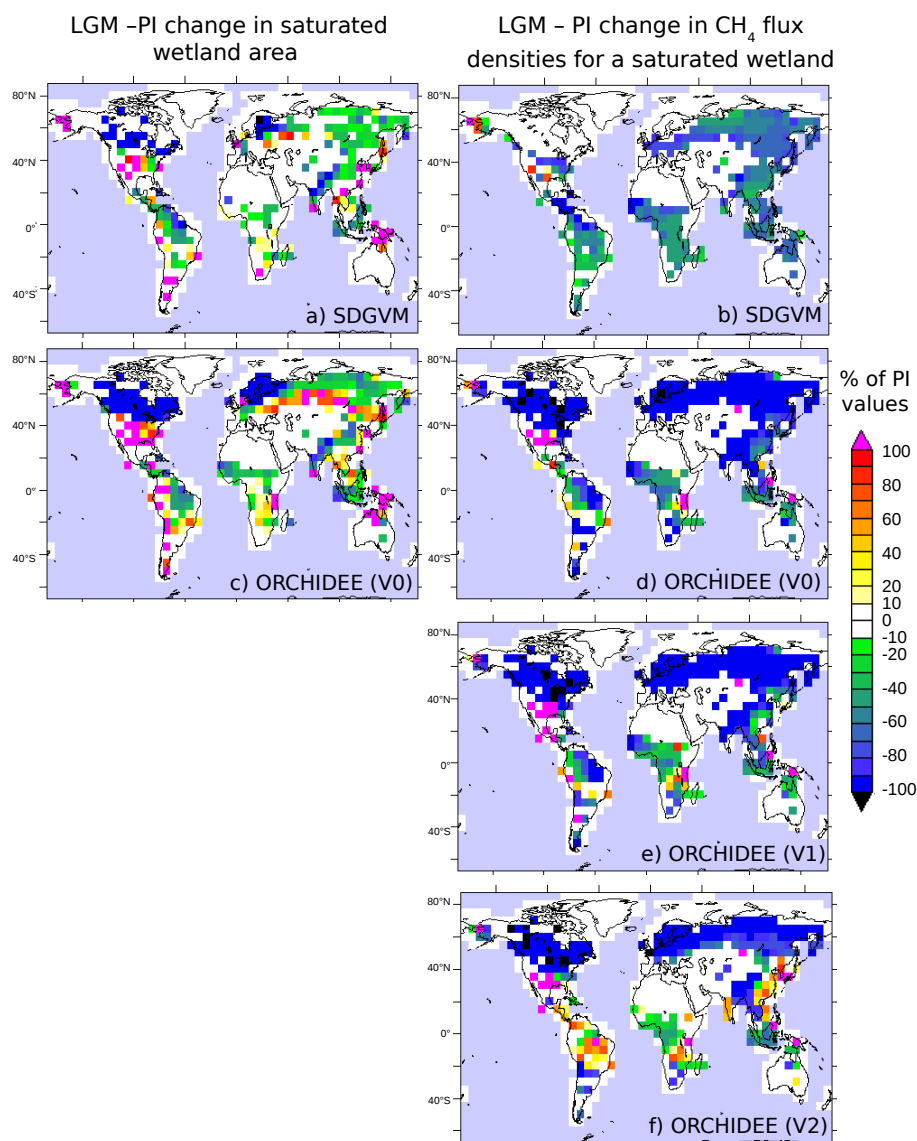 LGM –PI change in saturated
wetland area
LGM – PI change in CH4 flux
densities for a saturated wetland
80°N
40°N
0°
40°S
a) SDGVM
80°N
40°N
0°
40°S
b) SDGVM
80°N
40°N
0°
40°S
c) ORCHIDEE (V0)
80°N
40°N
0°
40°S
d) ORCHIDEE (V0)
% of PI
values
100
80
60
40
20
10
0
-10
-20
-40
-60
-80
-100
80°N
40°N
0°
40°S
e) ORCHIDEE (V1)
80°N
40°N
0°
40°S
f) ORCHIDEE (V2)